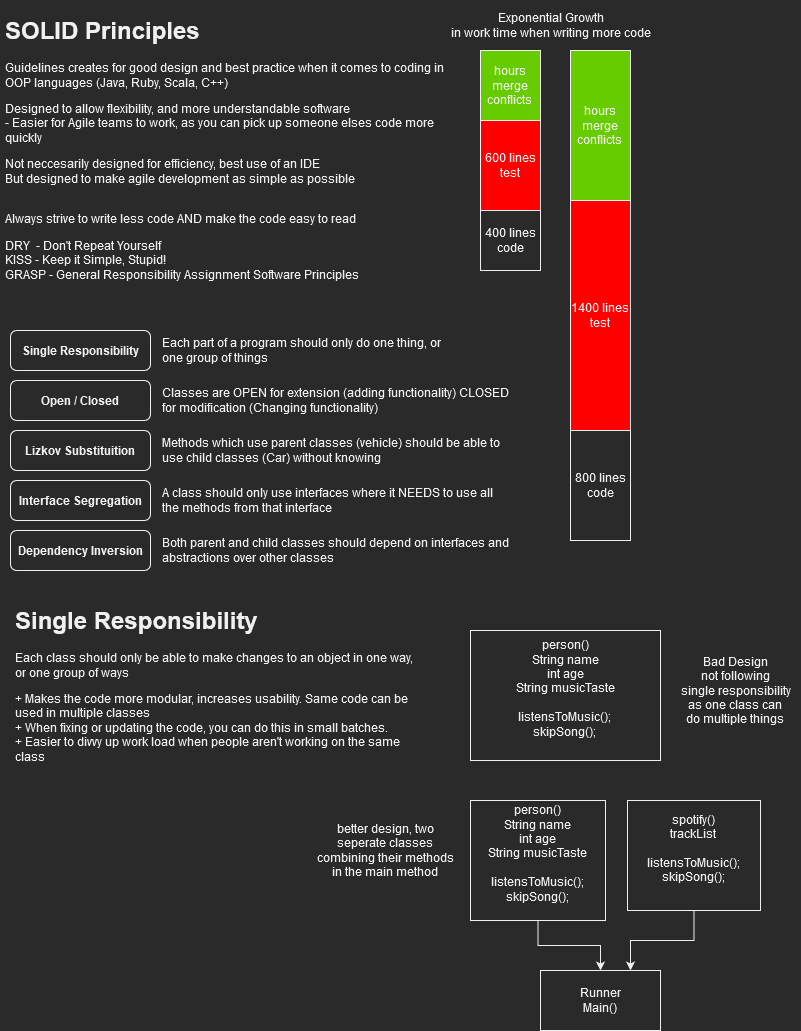 SOLID Principles
Guidelines creates for good design and best practice when it comes to coding in
OOP languages (Java, Ruby, Scala, C++)
Designed to allow flexibility, and more understandable software
- Easier for Agile teams to work, as you can pick up someone elses code more
quickly
Not neccesarily designed for efficiency, best use of an IDE
But designed to make agile development as simple as possible
Always strive to write less code AND make the code easy to read
DRY - Don't Repeat Yourself
KISS - Keep it Simple, Stupid!
GRASP - General Responsibility Assignment Software Principles
Exponential Growth
in work time when writing more code
hours
merge
conflicts
600 lines
test
400 lines
code
hours
merge
conflicts
1400 lines
test
800 lines
code
Single Responsibility
Each part of a program should only do one thing, or
one group of things
Open / Closed
Classes are OPEN for extension (adding functionality) CLOSED
for modification (Changing functionality)
Lizkov Substituition
Methods which use parent classes (vehicle) should be able to
use child classes (Car) without knowing
Interface Segregation
A class should only use interfaces where it NEEDS to use all
the methods from that interface
Dependency Inversion
Both parent and child classes should depend on interfaces and
abstractions over other classes
Single Responsibility
Each class should only be able to make changes to an object in one way,
or one group of ways
+ Makes the code more modular, increases usability. Same code can be
used in multiple classes
+ When fixing or updating the code, you can do this in small batches.
+ Easier to divvy up work load when people aren't working on the same
class
person()
String name
int age
String musicTaste
listensToMusic();
skipSong();
Bad Design
not following
single responsibility
as one class can
do multiple things
better design, two
seperate classes
combining their methods
in the main method
person()
String name
int age
String musicTaste
listensToMusic();
skipSong();
spotify()
trackList
listensToMusic();
skipSong();
Runner
Main()